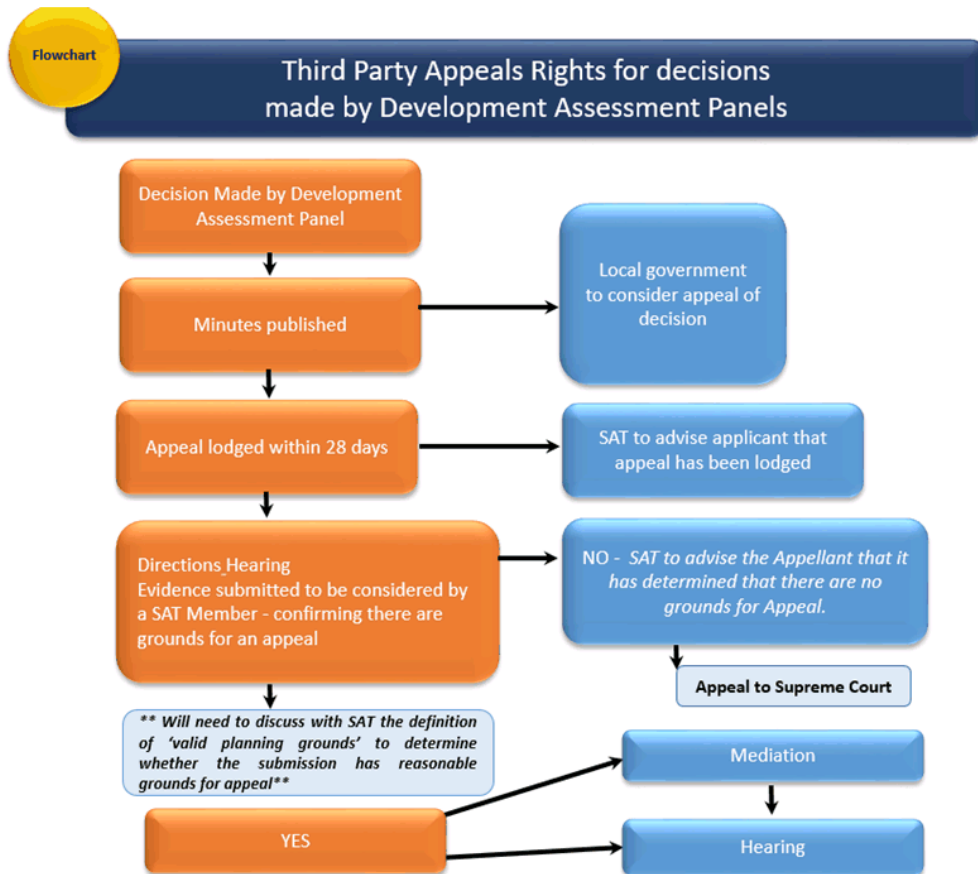 Flowchart
Third Party Appeals Rights for decisions
made by Development Assessment Panels
Decision Made by Development
Assessment Panel
Minutes published
Local government
to consider appeal of
decision
Appeal lodged within 28 days
SAT to advise applicant that
appeal has been lodged
Directions Hearing
Evidence submitted to be considered by
a SAT Member - confirming there are
grounds for an appeal
NO - SAT to advise the Appellant that it
has determined that there are no
grounds for Appeal.
Appeal to Supreme Court
** Will need to discuss with SAT the definition
of ‘valid planning grounds’ to determine
whether the submission has reasonable
grounds for appeal**
Mediation
YES
Hearing